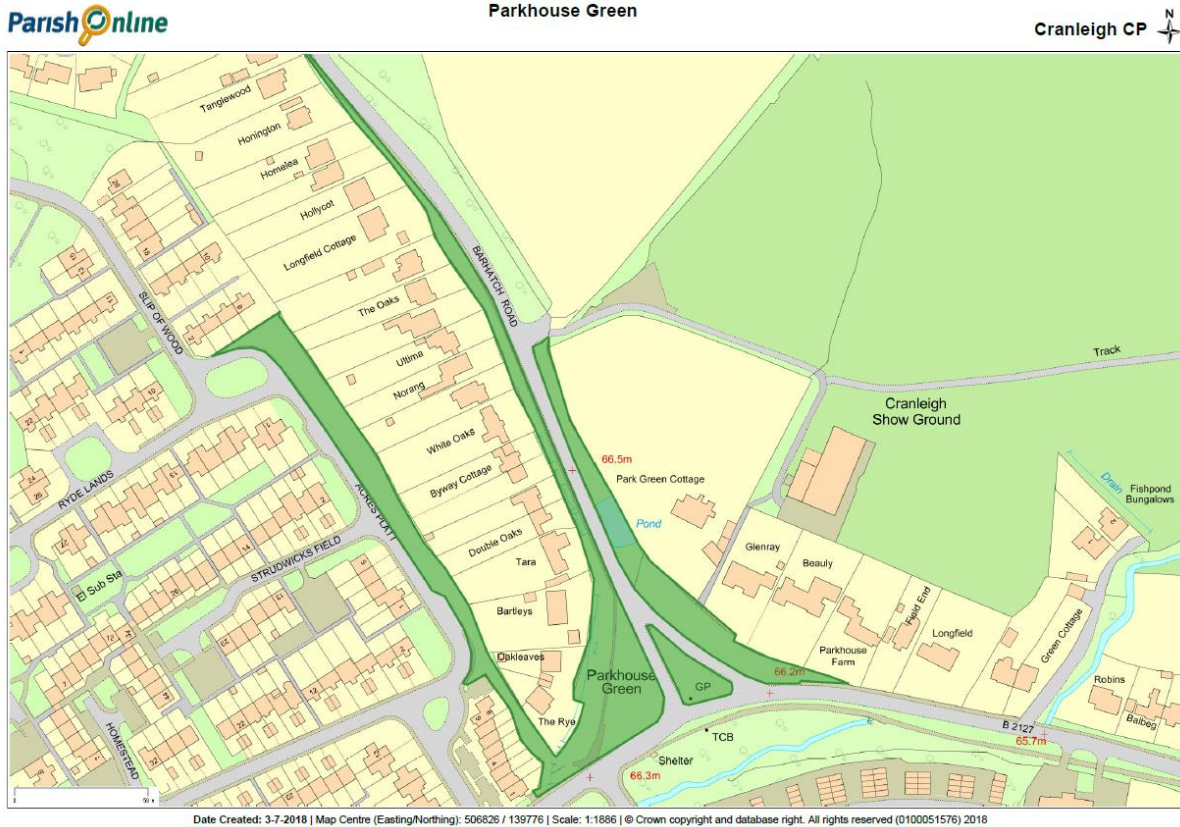 Parish Online
Parkhouse Green
Cranleigh CP
N
Tanglewood
Honington
Homelea
Hollycot
Longfield Cottage
The Oaks
Ultima
Norang
White Oaks
Byway Cottage
Double Oaks
Tara
Bartleys
Oakleaves
The Rye
BARHATCH ROAD
SLIP OF WOOD
RYDE LANDS
ACRES PLATT
STRUDWICKS FIELD
El Sub Sta
HOMESTEAD
66.5m
Park Green Cottage
Pond
Track
Cranleigh
Show Ground
Drain
Fishpond
Bungalows
Glenray
Beauly
Field End
Longfield
Green Cottage
Parkhouse
Farm
Robins
Balbeg
Parkhouse
Green
GP
66.2m
B 2127
65.7m
TCB
Shelter
66.3m
Date Created: 3-7-2018 | Map Centre (Easting/Northing): 506826 / 139776 | Scale: 1:1886 | © Crown copyright and database right. All rights reserved (0100051576) 2018